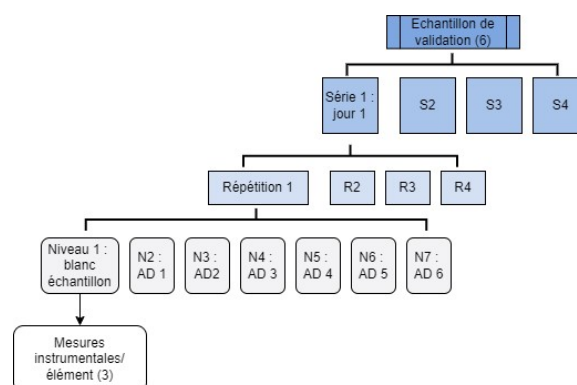 Echantillon de
validation (6)
Série 1 :
jour 1
S2
S3
S4
Répétition 1
R2
R3
R4
Niveau 1 :
blanc
échantillon
N2 :
AD 1
N3 :
AD2
N4 :
AD 3
N5 :
AD 4
N6 :
AD 5
N7 :
AD 6
Mesures
instrumentales/
élément (3)